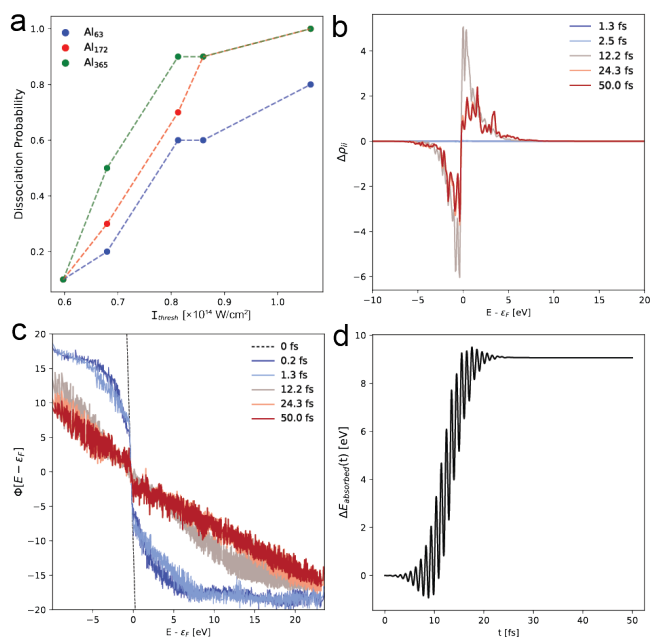 a
Al63
Al172
Al365
Dissociation Probability
1.0
0.8
0.6
0.4
0.2
0.6
0.7
0.8
0.9
1.0
Ithresh [×10¹⁴ W/cm²]
b
1.3 fs
2.5 fs
12.2 fs
24.3 fs
50.0 fs
Δρii
4
2
0
−2
−4
−6
−10
−5
0
5
10
15
20
E - εF [eV]
c
0 fs
0.2 fs
1.3 fs
12.2 fs
24.3 fs
50.0 fs
Φ[E − εF]
20
15
10
5
0
−5
−10
−15
−20
−5
0
5
10
15
20
E - εF [eV]
d
ΔEabsorbed(t) [eV]
10
8
6
4
2
0
−2
0
10
20
30
40
50
t [fs]